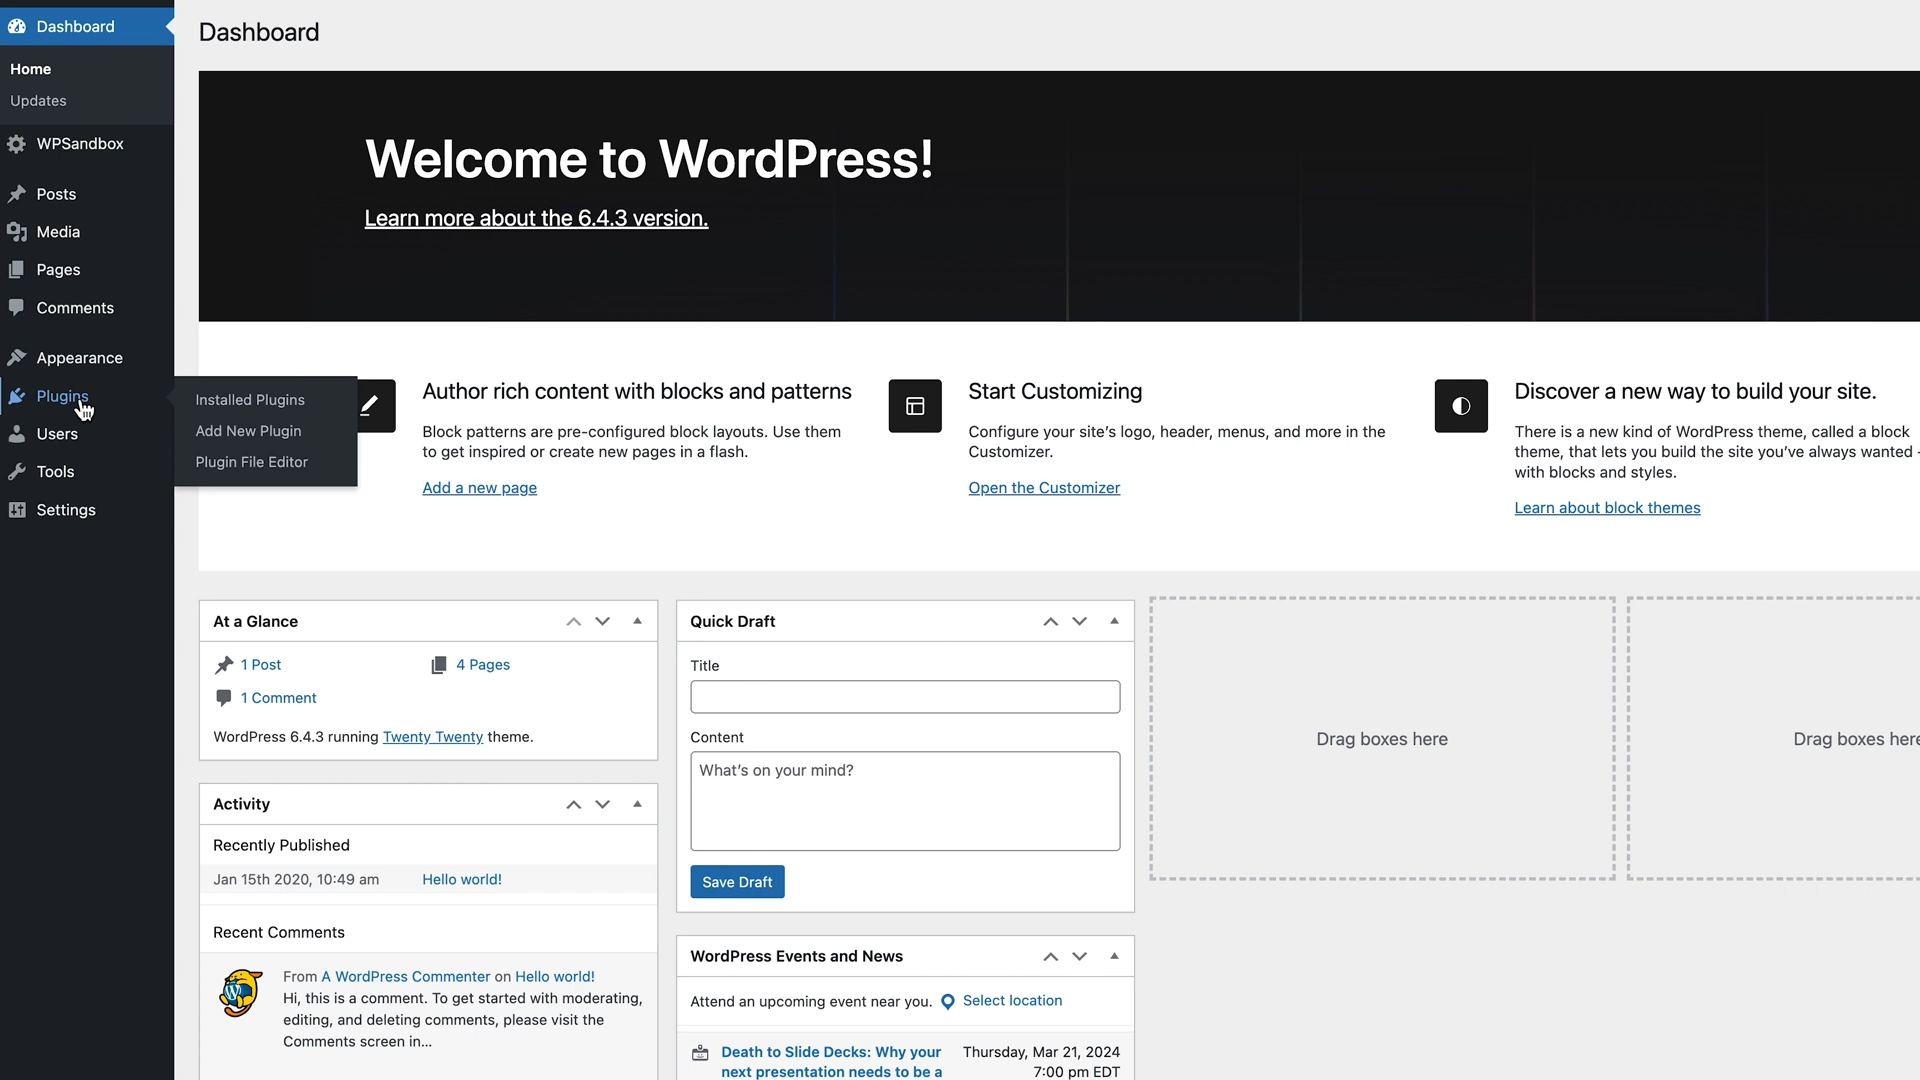 Dashboard
Home
Updates
WPSandbox
Posts
Media
Pages
Comments
Appearance
Plugins
Users
Tools
Settings
Installed Plugins
Add New Plugin
Plugin File Editor
Dashboard
Welcome to WordPress!
Learn more about the 6.4.3 version.
Author rich content with blocks and patterns
Block patterns are pre-configured block layouts. Use them
to get inspired or create new pages in a flash.
Add a new page
Start Customizing
Configure your site's logo, header, menus, and more in the
Customizer.
Open the Customizer
Discover a new way to build your site.
There is a new kind of WordPress theme, called a block
theme, that lets you build the site you've always wanted -
with blocks and styles.
Learn about block themes
At a Glance
1 Post
4 Pages
1 Comment
WordPress 6.4.3 running Twenty Twenty theme.
Activity
Recently Published
Jan 15th 2020, 10:49 am Hello world!
Recent Comments
From A WordPress Commenter on Hello world!
Hi, this is a comment. To get started with moderating,
editing, and deleting comments, please visit the
Comments screen in...
Quick Draft
Title
Content
What's on your mind?
Save Draft
WordPress Events and News
Attend an upcoming event near you. Select location
Death to Slide Decks: Why your
next presentation needs to be a
Thursday, Mar 21, 2024
7:00 pm EDT
Drag boxes here
Drag boxes here